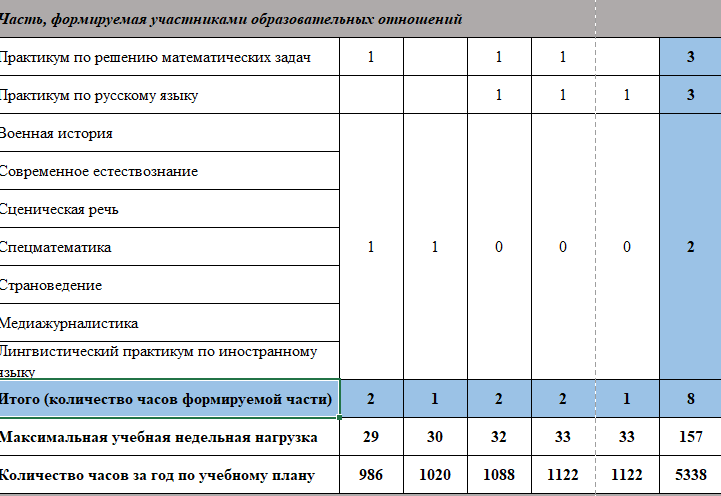 Часть, формируемая участниками образовательных отношений
Практикум по решению математических задач 1 1 1 3
Практикум по русскому языку 1 1 1 3
Военная история
Современное естествознание
Сценическая речь
Спецматематика 1 1 0 0 0 2
Страноведение
Медиажурналистика
Лингвистический практикум по иностранному
языку
Итого (количество часов формируемой части) 2 1 2 2 1 8
Максимальная учебная недельная нагрузка 29 30 32 33 33 157
Количество часов за год по учебному плану 986 1020 1088 1122 1122 5338